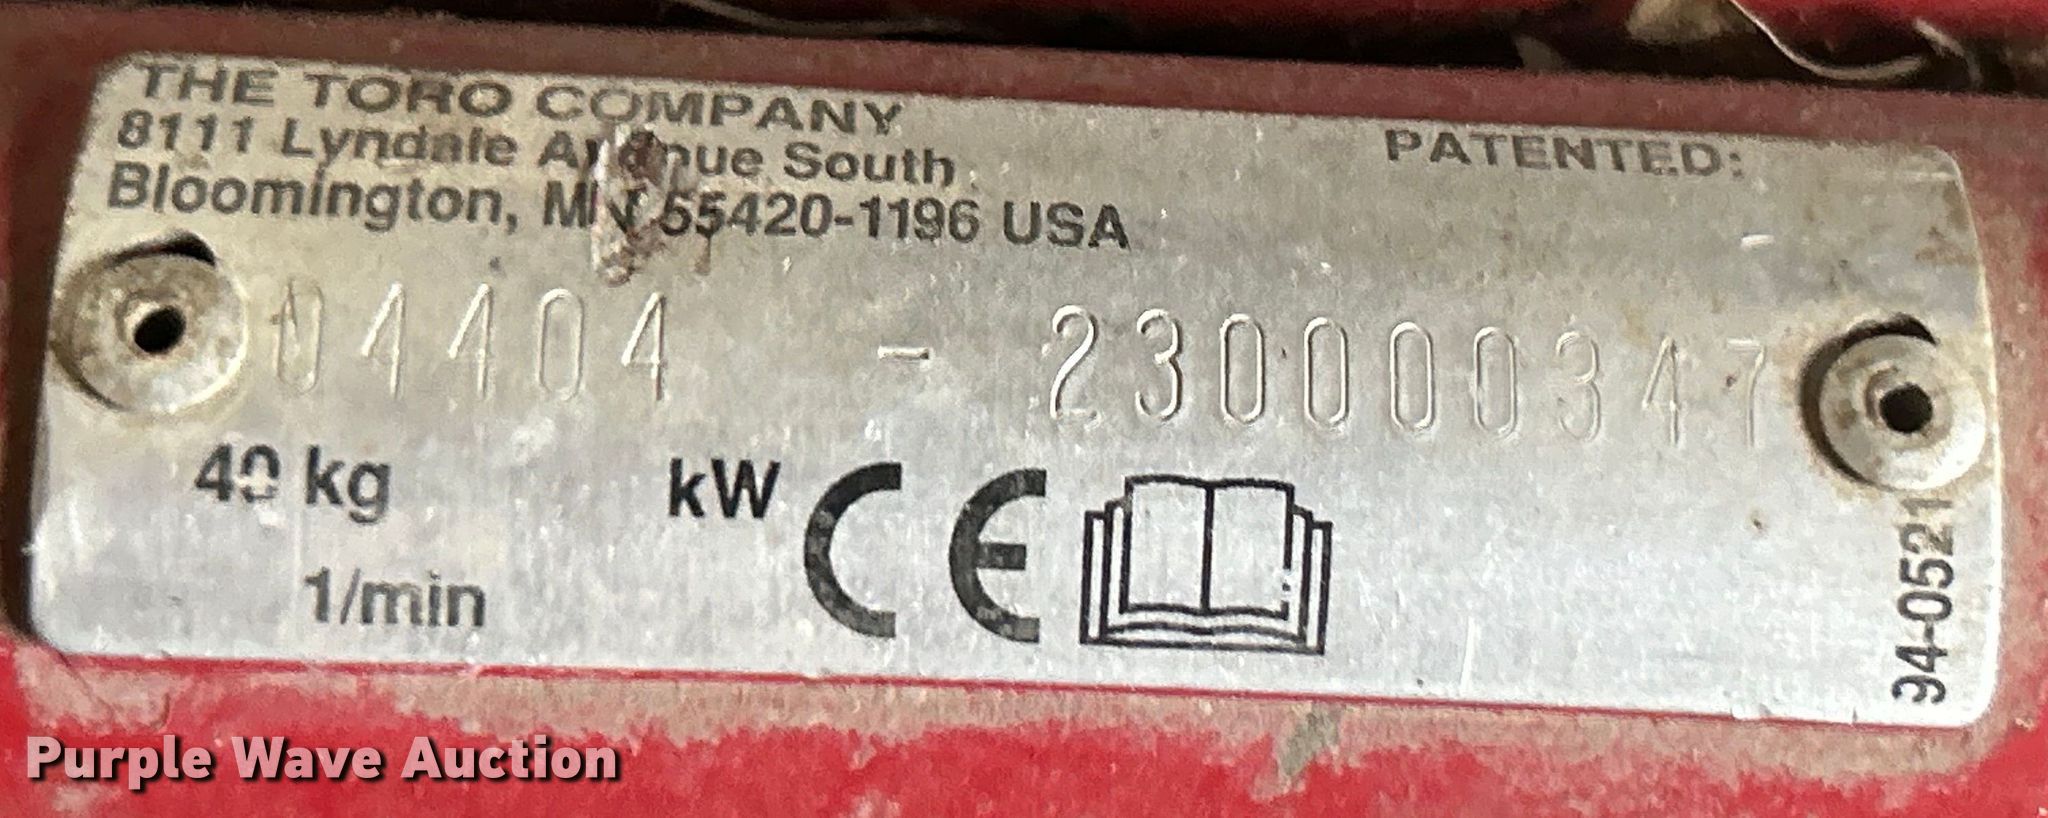 THE TORO COMPANY
8111 Lyndale Avenue South
Bloomington, MN 55420-1196 USA
PATENTED:
04404 - 230000347
40 kg
kW
CE
1/min
94-0521
Purple Wave Auction